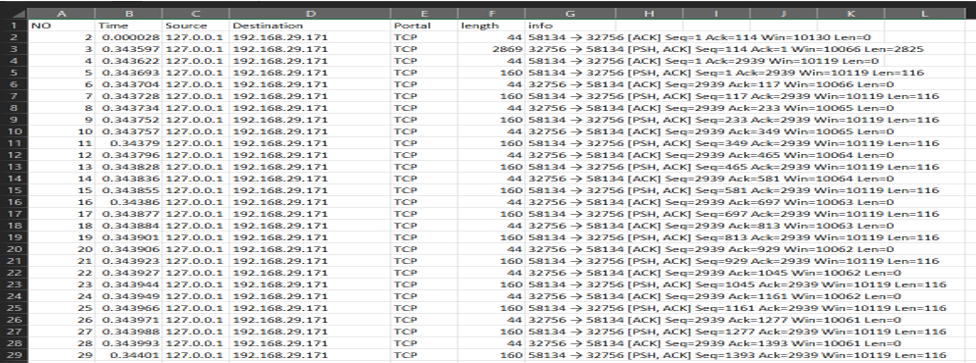 A B C D E F G H I J K L
1 NO Time Source Destination Portal length info
2 2 0.000028 127.0.0.1 192.168.29.171 TCP 44 58134 → 32756 [ACK] Seq=1 Ack=114 Win=10130 Len=0
3 3 0.343597 127.0.0.1 192.168.29.171 TCP 2869 32756 → 58134 [PSH, ACK] Seq=114 Ack=1 Win=10066 Len=2825
4 4 0.343622 127.0.0.1 192.168.29.171 TCP 44 58134 → 32756 [ACK] Seq=1 Ack=2939 Win=10119 Len=0
5 5 0.343693 127.0.0.1 192.168.29.171 TCP 160 58134 → 32756 [PSH, ACK] Seq=1 Ack=2939 Win=10119 Len=116
6 6 0.343704 127.0.0.1 192.168.29.171 TCP 44 32756 → 58134 [ACK] Seq=2939 Ack=117 Win=10066 Len=0
7 7 0.343728 127.0.0.1 192.168.29.171 TCP 160 58134 → 32756 [PSH, ACK] Seq=117 Ack=2939 Win=10119 Len=116
8 8 0.343734 127.0.0.1 192.168.29.171 TCP 44 32756 → 58134 [ACK] Seq=2939 Ack=233 Win=10065 Len=0
9 9 0.343752 127.0.0.1 192.168.29.171 TCP 160 58134 → 32756 [PSH, ACK] Seq=233 Ack=2939 Win=10119 Len=116
10 10 0.343757 127.0.0.1 192.168.29.171 TCP 44 32756 → 58134 [ACK] Seq=2939 Ack=349 Win=10065 Len=0
11 11 0.34379 127.0.0.1 192.168.29.171 TCP 160 58134 → 32756 [PSH, ACK] Seq=349 Ack=2939 Win=10119 Len=116
12 12 0.343796 127.0.0.1 192.168.29.171 TCP 44 32756 → 58134 [ACK] Seq=2939 Ack=465 Win=10064 Len=0
13 13 0.343828 127.0.0.1 192.168.29.171 TCP 160 58134 → 32756 [PSH, ACK] Seq=465 Ack=2939 Win=10119 Len=116
14 14 0.343836 127.0.0.1 192.168.29.171 TCP 44 32756 → 58134 [ACK] Seq=2939 Ack=581 Win=10064 Len=0
15 15 0.343855 127.0.0.1 192.168.29.171 TCP 160 58134 → 32756 [PSH, ACK] Seq=581 Ack=2939 Win=10119 Len=116
16 16 0.34386 127.0.0.1 192.168.29.171 TCP 44 32756 → 58134 [ACK] Seq=2939 Ack=697 Win=10063 Len=0
17 17 0.343877 127.0.0.1 192.168.29.171 TCP 160 58134 → 32756 [PSH, ACK] Seq=697 Ack=2939 Win=10119 Len=116
18 18 0.343884 127.0.0.1 192.168.29.171 TCP 44 32756 → 58134 [ACK] Seq=2939 Ack=813 Win=10063 Len=0
19 19 0.343901 127.0.0.1 192.168.29.171 TCP 160 58134 → 32756 [PSH, ACK] Seq=813 Ack=2939 Win=10119 Len=116
20 20 0.343906 127.0.0.1 192.168.29.171 TCP 44 32756 → 58134 [ACK] Seq=2939 Ack=929 Win=10062 Len=0
21 21 0.343923 127.0.0.1 192.168.29.171 TCP 160 58134 → 32756 [PSH, ACK] Seq=929 Ack=2939 Win=10119 Len=116
22 22 0.343927 127.0.0.1 192.168.29.171 TCP 44 32756 → 58134 [ACK] Seq=2939 Ack=1045 Win=10062 Len=0
23 23 0.343944 127.0.0.1 192.168.29.171 TCP 160 58134 → 32756 [PSH, ACK] Seq=1045 Ack=2939 Win=10119 Len=116
24 24 0.343949 127.0.0.1 192.168.29.171 TCP 44 32756 → 58134 [ACK] Seq=2939 Ack=1161 Win=10062 Len=0
25 25 0.343966 127.0.0.1 192.168.29.171 TCP 160 58134 → 32756 [PSH, ACK] Seq=1161 Ack=2939 Win=10119 Len=116
26 26 0.343971 127.0.0.1 192.168.29.171 TCP 44 32756 → 58134 [ACK] Seq=2939 Ack=1277 Win=10061 Len=0
27 27 0.343988 127.0.0.1 192.168.29.171 TCP 160 58134 → 32756 [PSH, ACK] Seq=1277 Ack=2939 Win=10119 Len=116
28 28 0.343993 127.0.0.1 192.168.29.171 TCP 44 32756 → 58134 [ACK] Seq=2939 Ack=1393 Win=10061 Len=0
29 29 0.34401 127.0.0.1 192.168.29.171 TCP 160 58134 → 32756 [PSH, ACK] Seq=1393 Ack=2939 Win=10119 Len=116